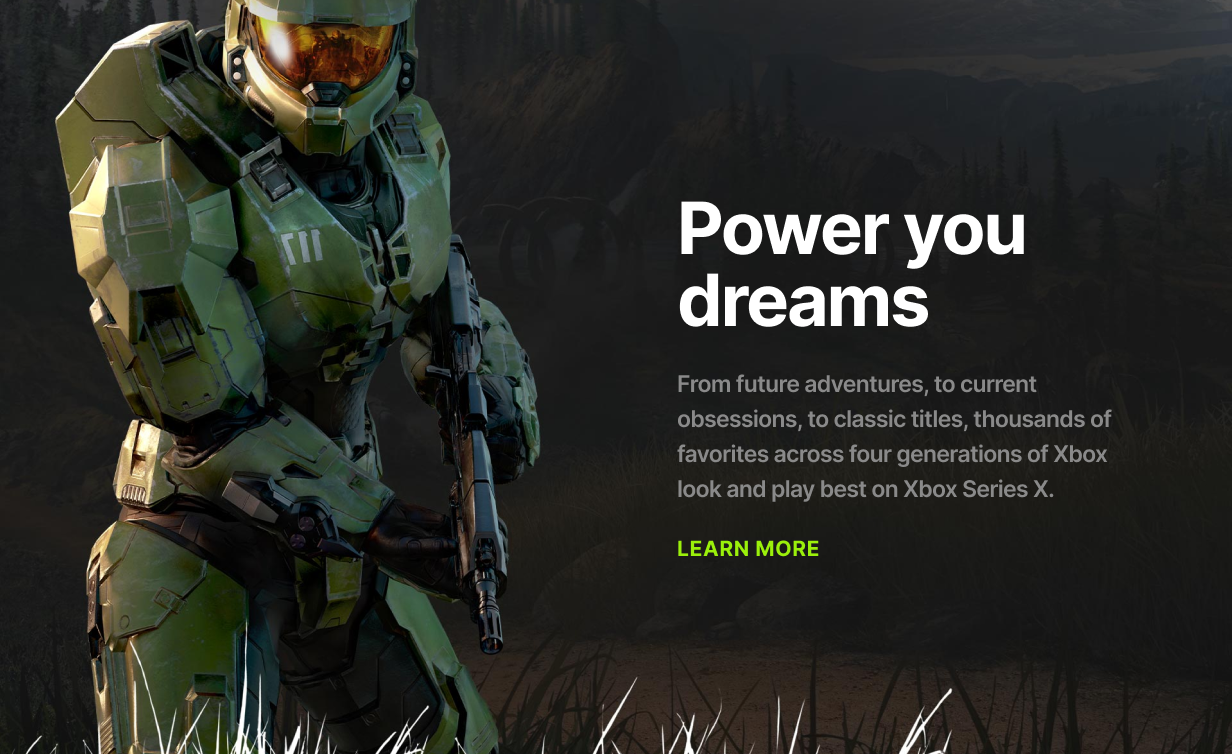 Power you
dreams
From future adventures, to current
obsessions, to classic titles, thousands of
favorites across four generations of Xbox
look and play best on Xbox Series X.
LEARN MORE